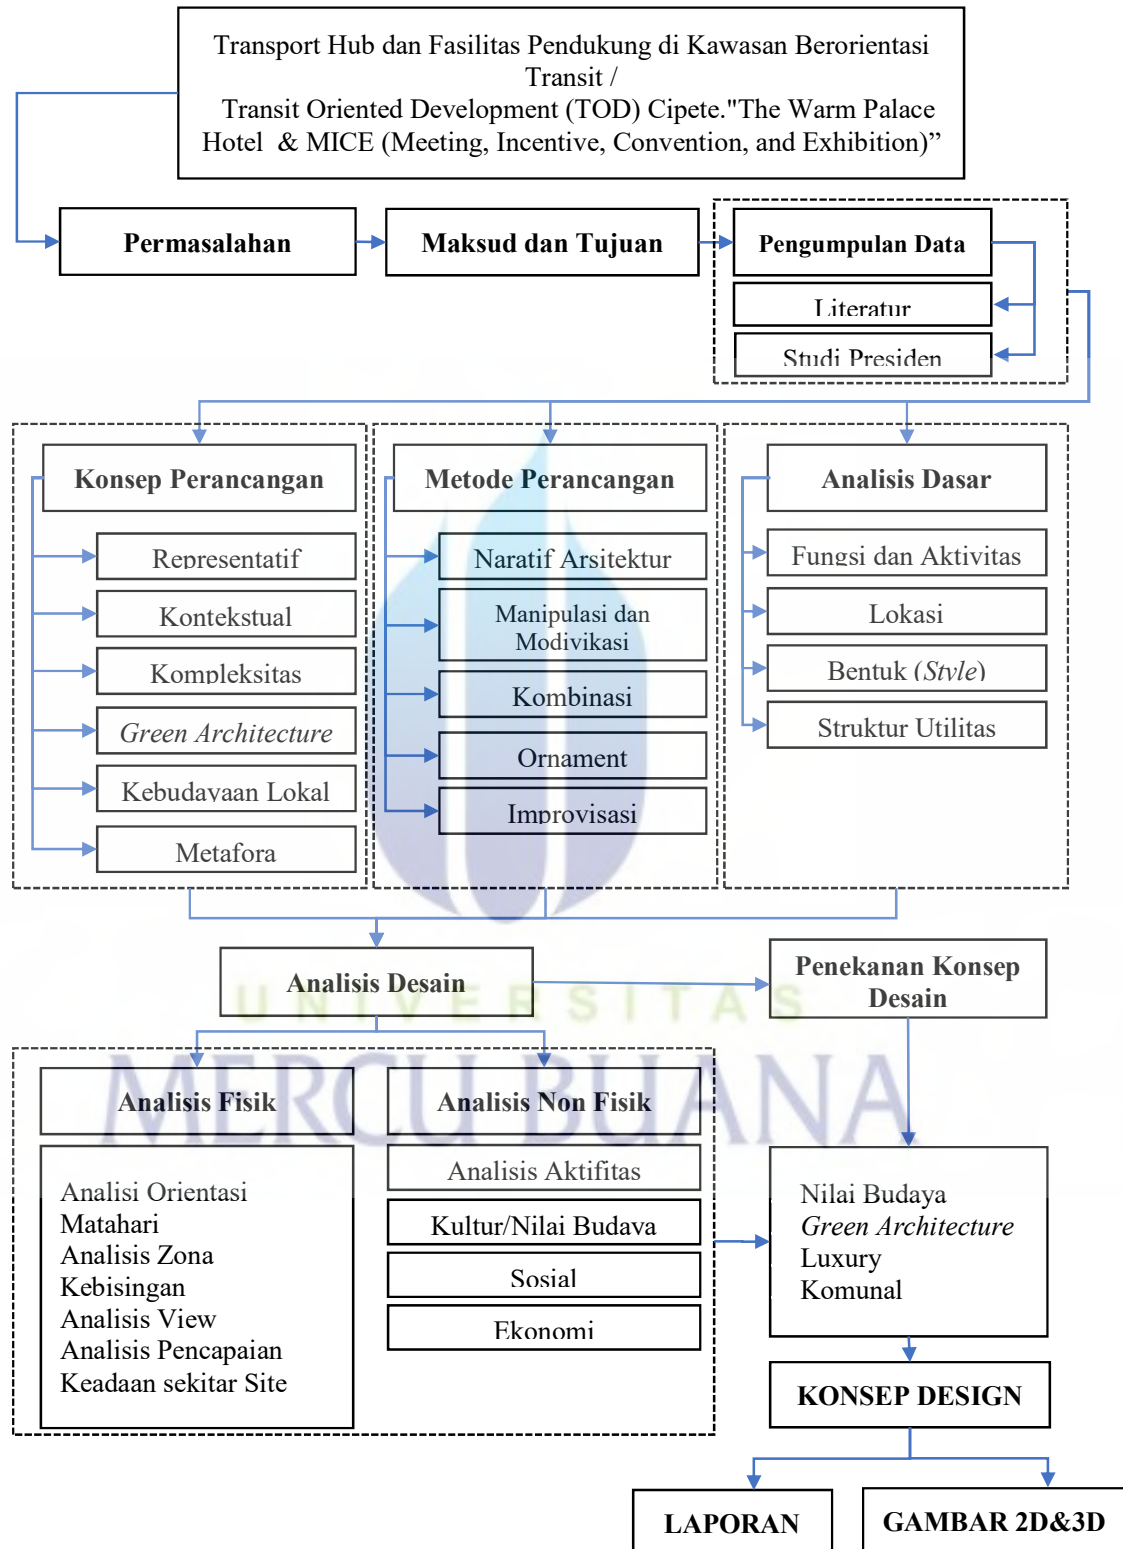 Transport Hub dan Fasilitas Pendukung di Kawasan Berorientasi
Transit /
Transit Oriented Development (TOD) Cipete."The Warm Palace
Hotel & MICE (Meeting, Incentive, Convention, and Exhibition)”
Permasalahan
Maksud dan Tujuan
Pengumpulan Data
Literatur
Studi Presiden
Konsep Perancangan
Representatif
Kontekstual
Kompleksitas
Green Architecture
Kebudayaan Lokal
Metafora
Metode Perancangan
Naratif Arsitektur
Manipulasi dan
Modivikasi
Kombinasi
Ornament
Improvisasi
Analisis Dasar
Fungsi dan Aktivitas
Lokasi
Bentuk (Style)
Struktur Utilitas
Analisis Desain
Penekanan Konsep
Desain
UNIVERSITAS
MERCU BUANA
Analisis Fisik
Analisi Orientasi
Matahari
Analisis Zona
Kebisingan
Analisis View
Analisis Pencapaian
Keadaan sekitar Site
Analisis Non Fisik
Analisis Aktifitas
Kultur/Nilai Budaya
Sosial
Ekonomi
Nilai Budaya
Green Architecture
Luxury
Komunal
KONSEP DESIGN
LAPORAN
GAMBAR 2D&3D